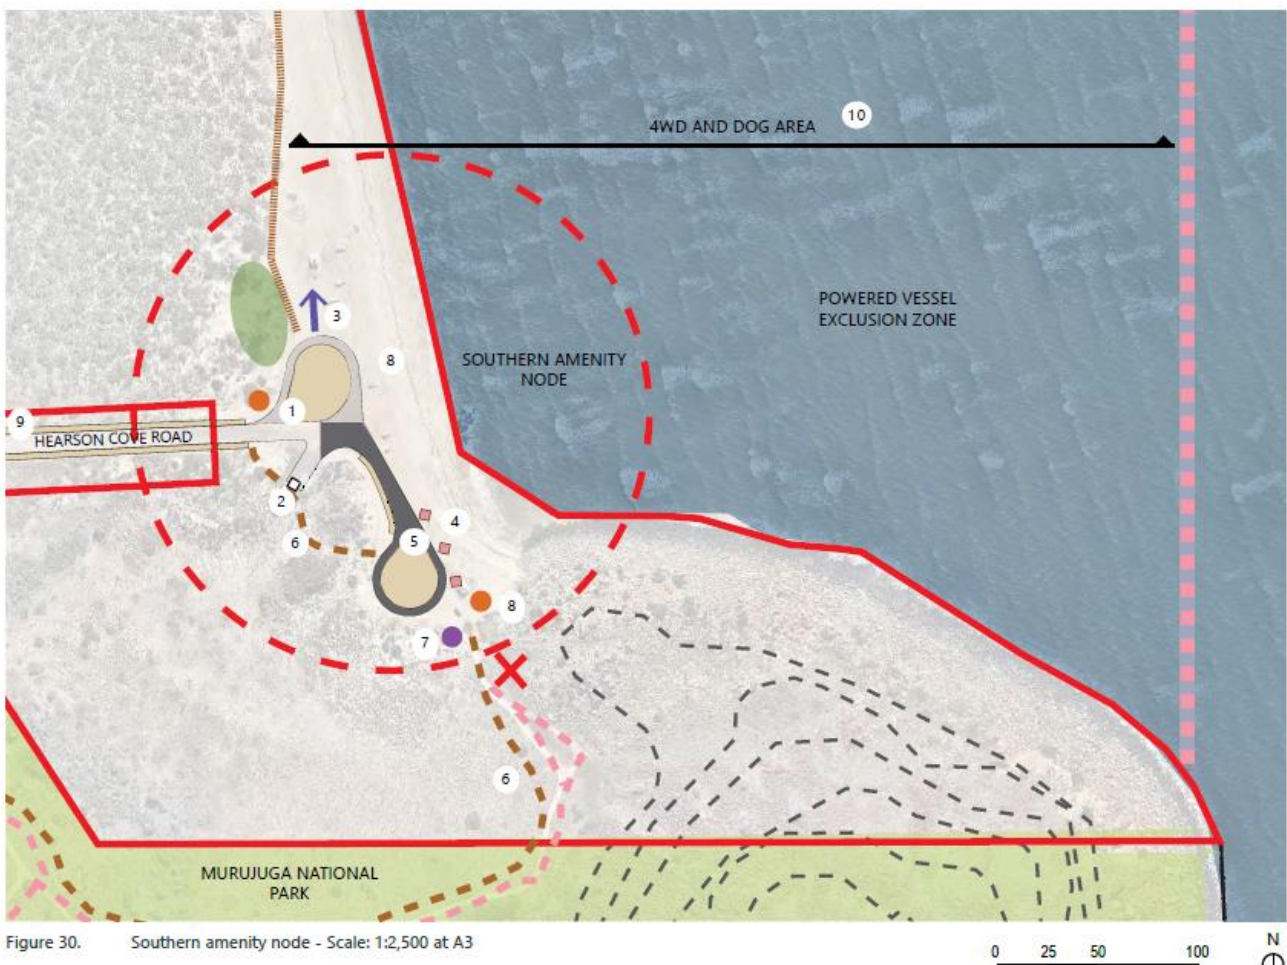 10
4WD AND DOG AREA
POWERED VESSEL
EXCLUSION ZONE
3
8
SOUTHERN AMENITY
NODE
1
9
HEARSON COVE ROAD
2
4
6
5
8
7
6
MURUJUGA NATIONAL
PARK
Figure 30. Southern amenity node - Scale: 1:2,500 at A3
0 25 50 100
N